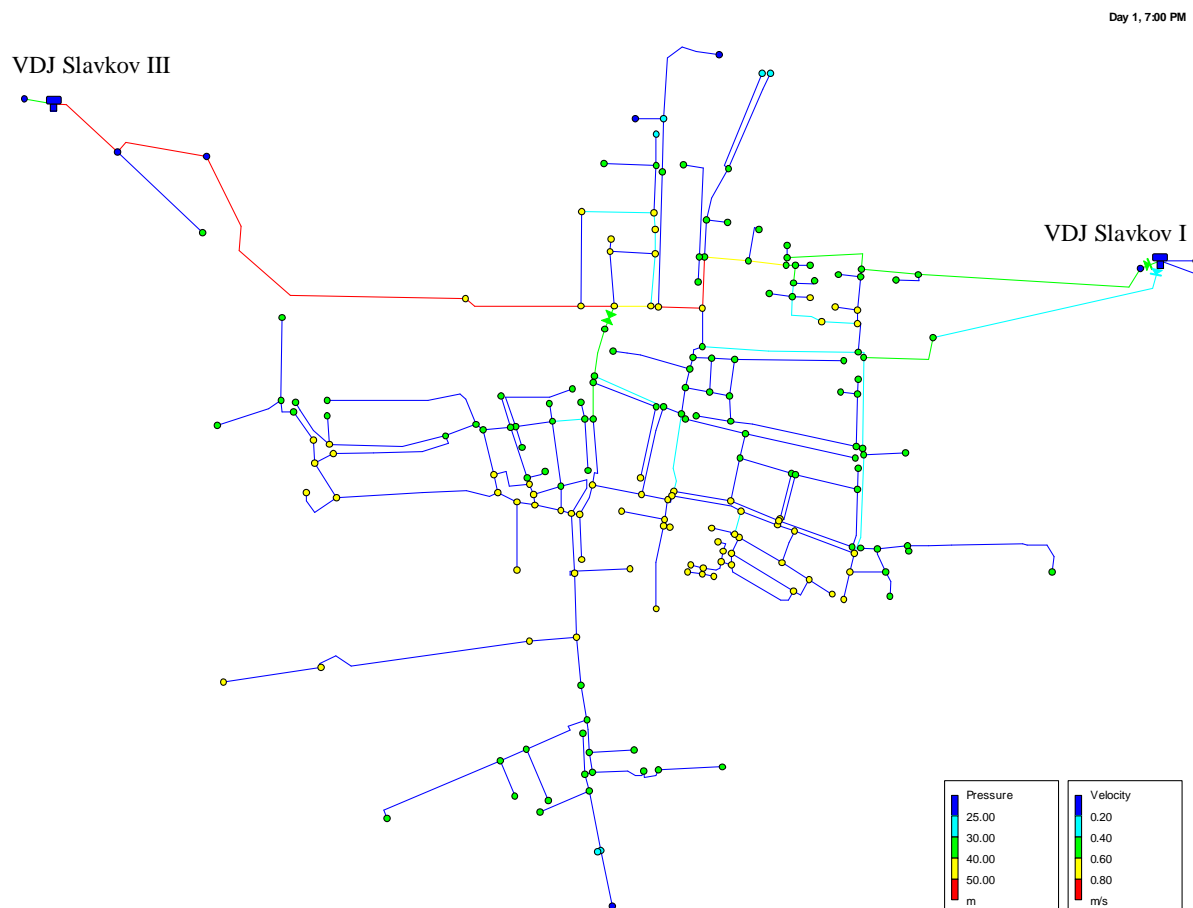 Day 1, 7:00 PM
VDJ Slavkov III
VDJ Slavkov I
Pressure
25.00
30.00
40.00
50.00
m
Velocity
0.20
0.40
0.60
0.80
m/s